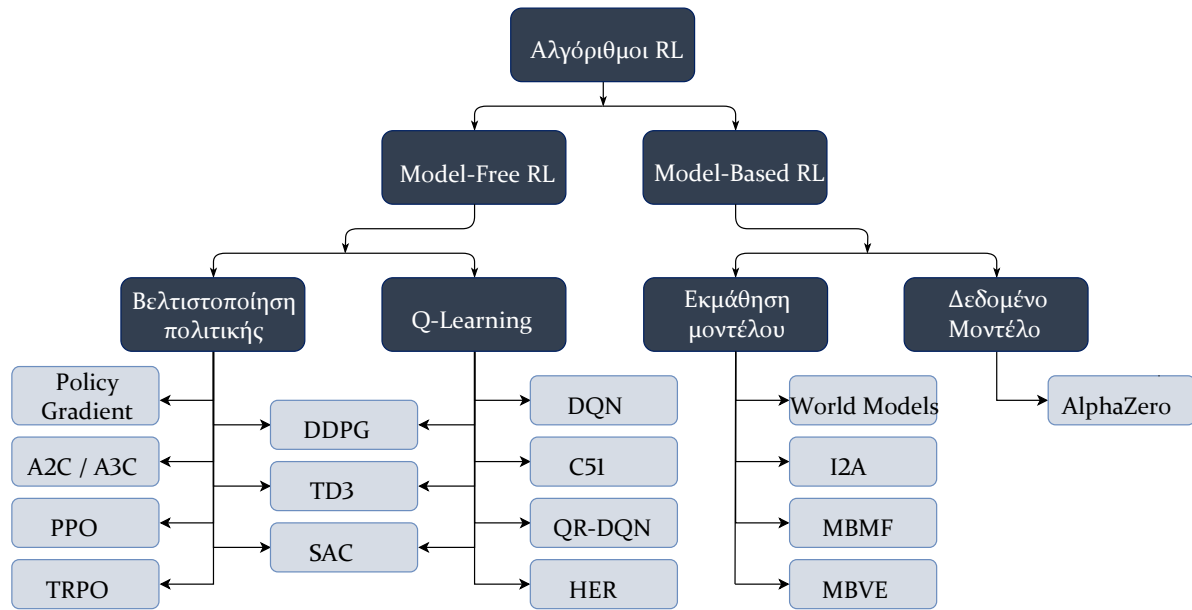 Αλγόριθμοι RL
Model-Free RL
Model-Based RL
Βελτιστοποίηση
πολιτικής
Q-Learning
Εκμάθηση
μοντέλου
Δεδομένο
Μοντέλο
Policy
Gradient
DDPG
DQN
World Models
AlphaZero
A2C / A3C
TD3
C51
I2A
PPO
SAC
QR-DQN
MBMF
TRPO
HER
MBVE